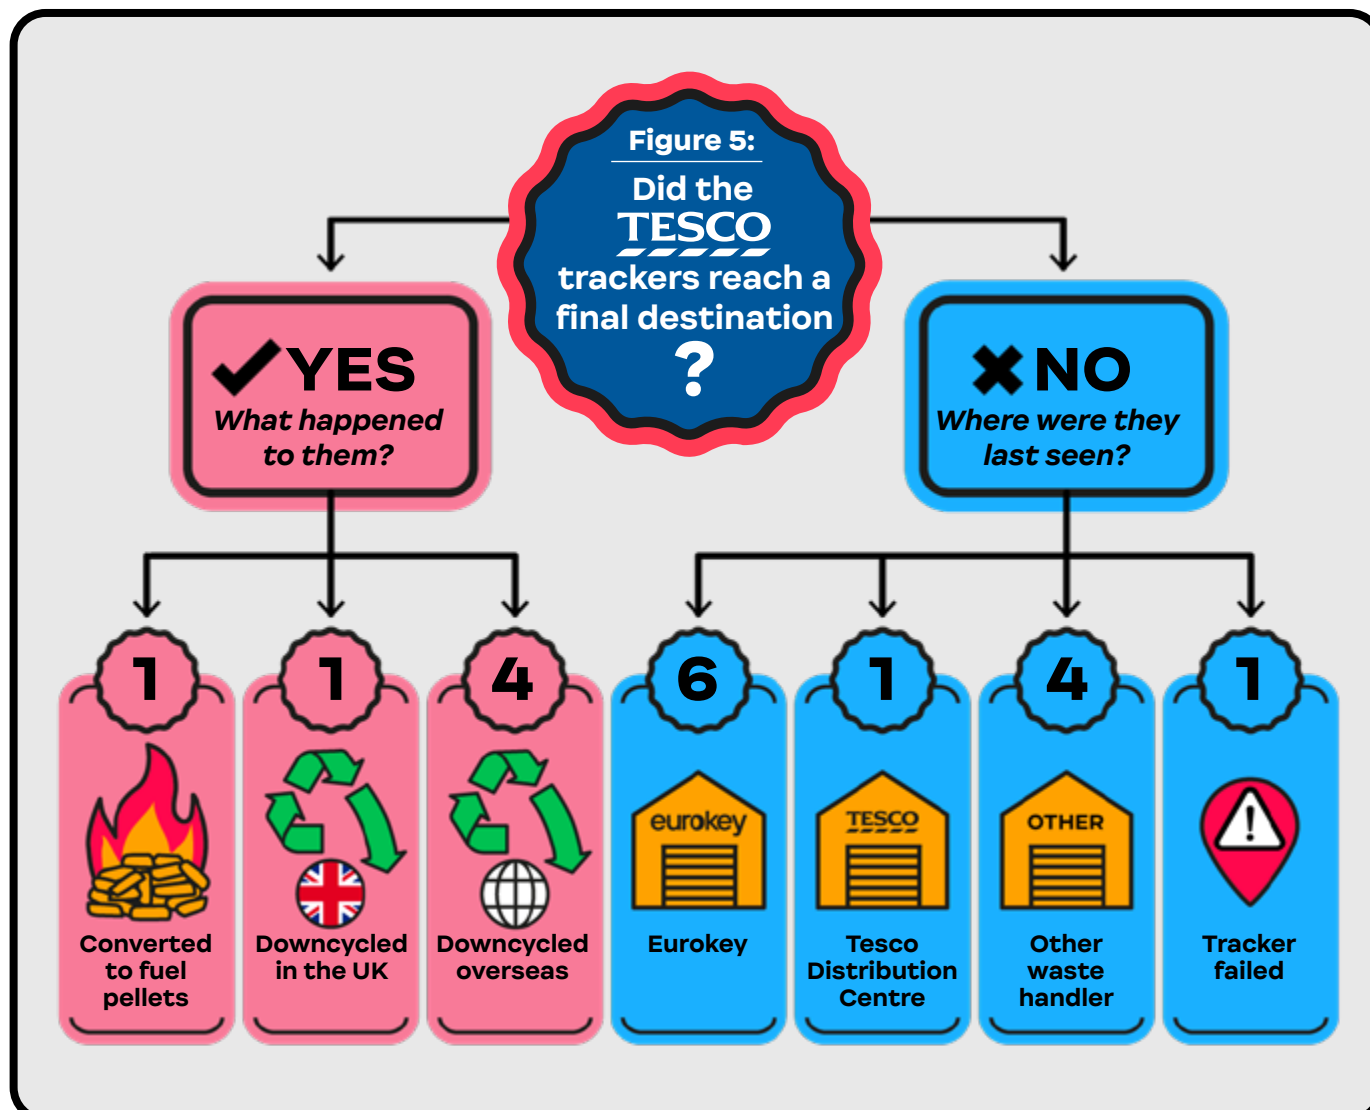 Figure 5:
Did the
TESCO
trackers reach a
final destination
?
YES
What happened
to them?
NO
Where were they
last seen?
1
Converted
to fuel
pellets
1
Downcycled
in the UK
4
Downcycled
overseas
6
eurokey
Eurokey
1
TESCO
Tesco
Distribution
Centre
4
OTHER
Other
waste
handler
1
!
Tracker
failed